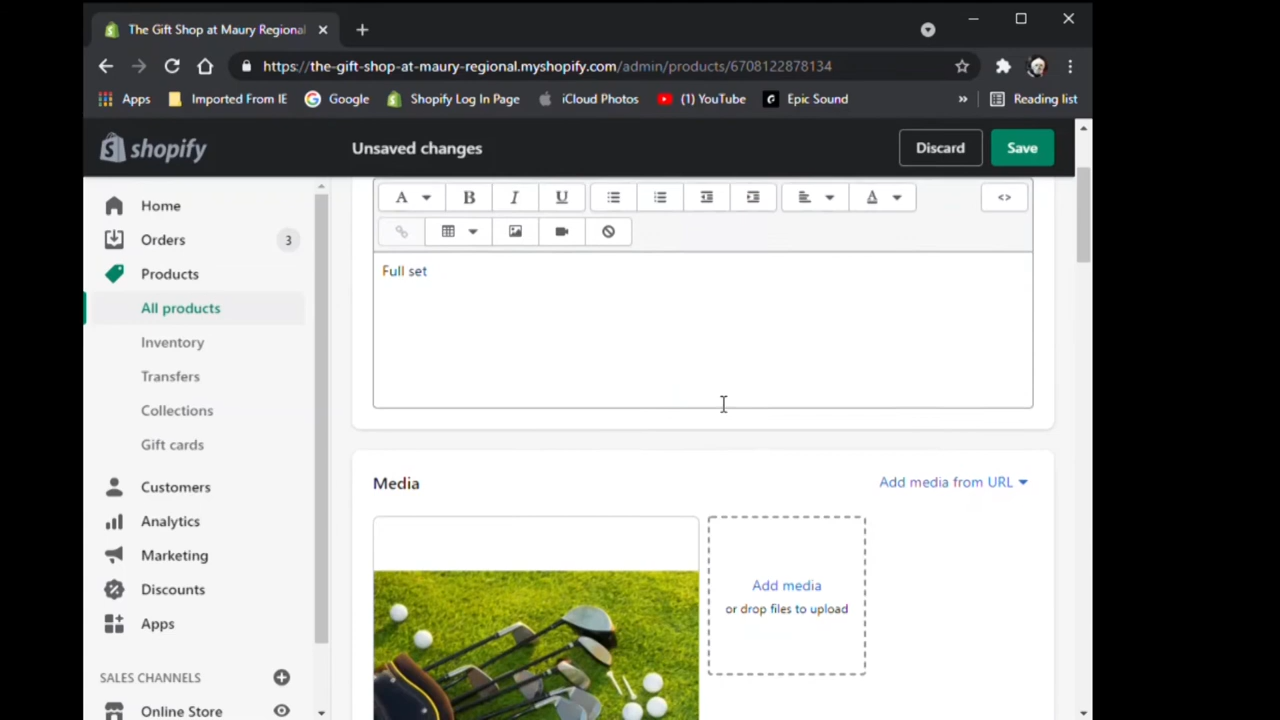 The Gift Shop at Maury Regional
https://the-gift-shop-at-maury-regional.myshopify.com/admin/products/6708122878134
Apps Imported From IE Google Shopify Log In Page iCloud Photos (1) YouTube Epic Sound » Reading list
shopify Unsaved changes Discard Save
A B I U A <>
Home
Orders 3
Products
All products
Inventory
Transfers
Collections
Gift cards
Customers
Analytics
Marketing
Discounts
Apps
SALES CHANNELS
Online Store
Full set
Media Add media from URL
Add media
or drop files to upload